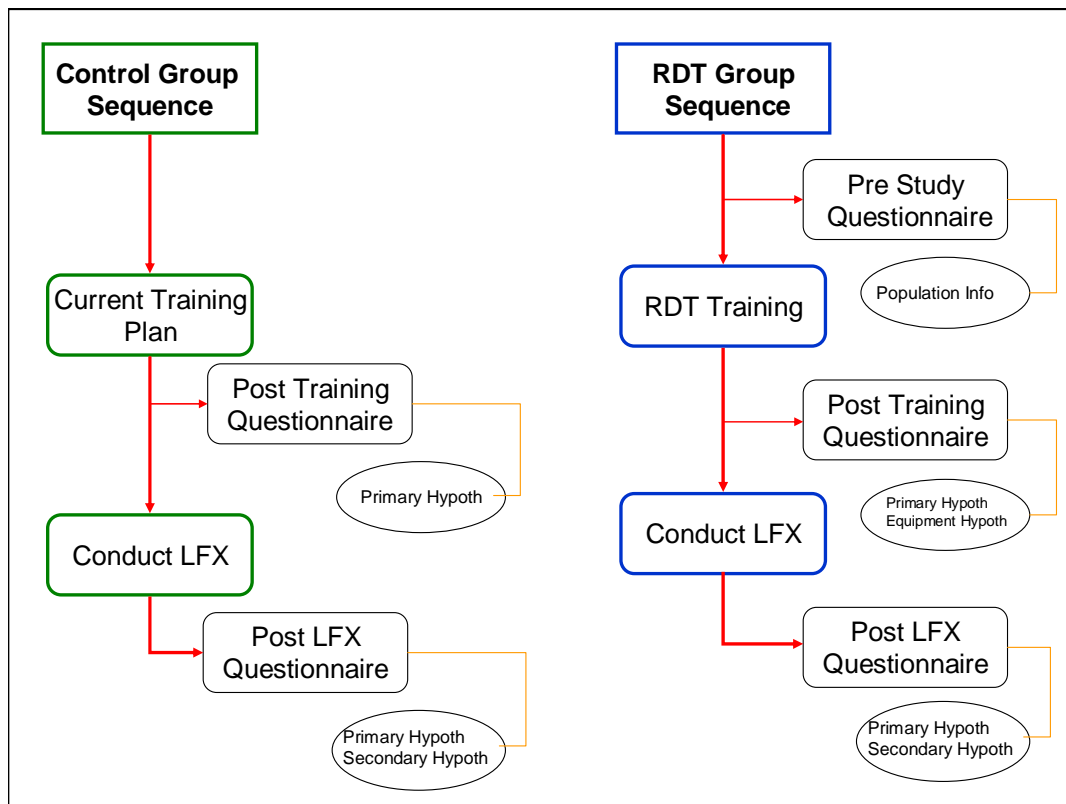 Control Group
Sequence
Current Training
Plan
Post Training
Questionnaire
Primary Hypoth
Conduct LFX
Post LFX
Questionnaire
Primary Hypoth
Secondary Hypoth
RDT Group
Sequence
Pre Study
Questionnaire
Population Info
RDT Training
Post Training
Questionnaire
Primary Hypoth
Equipment Hypoth
Conduct LFX
Post LFX
Questionnaire
Primary Hypoth
Secondary Hypoth